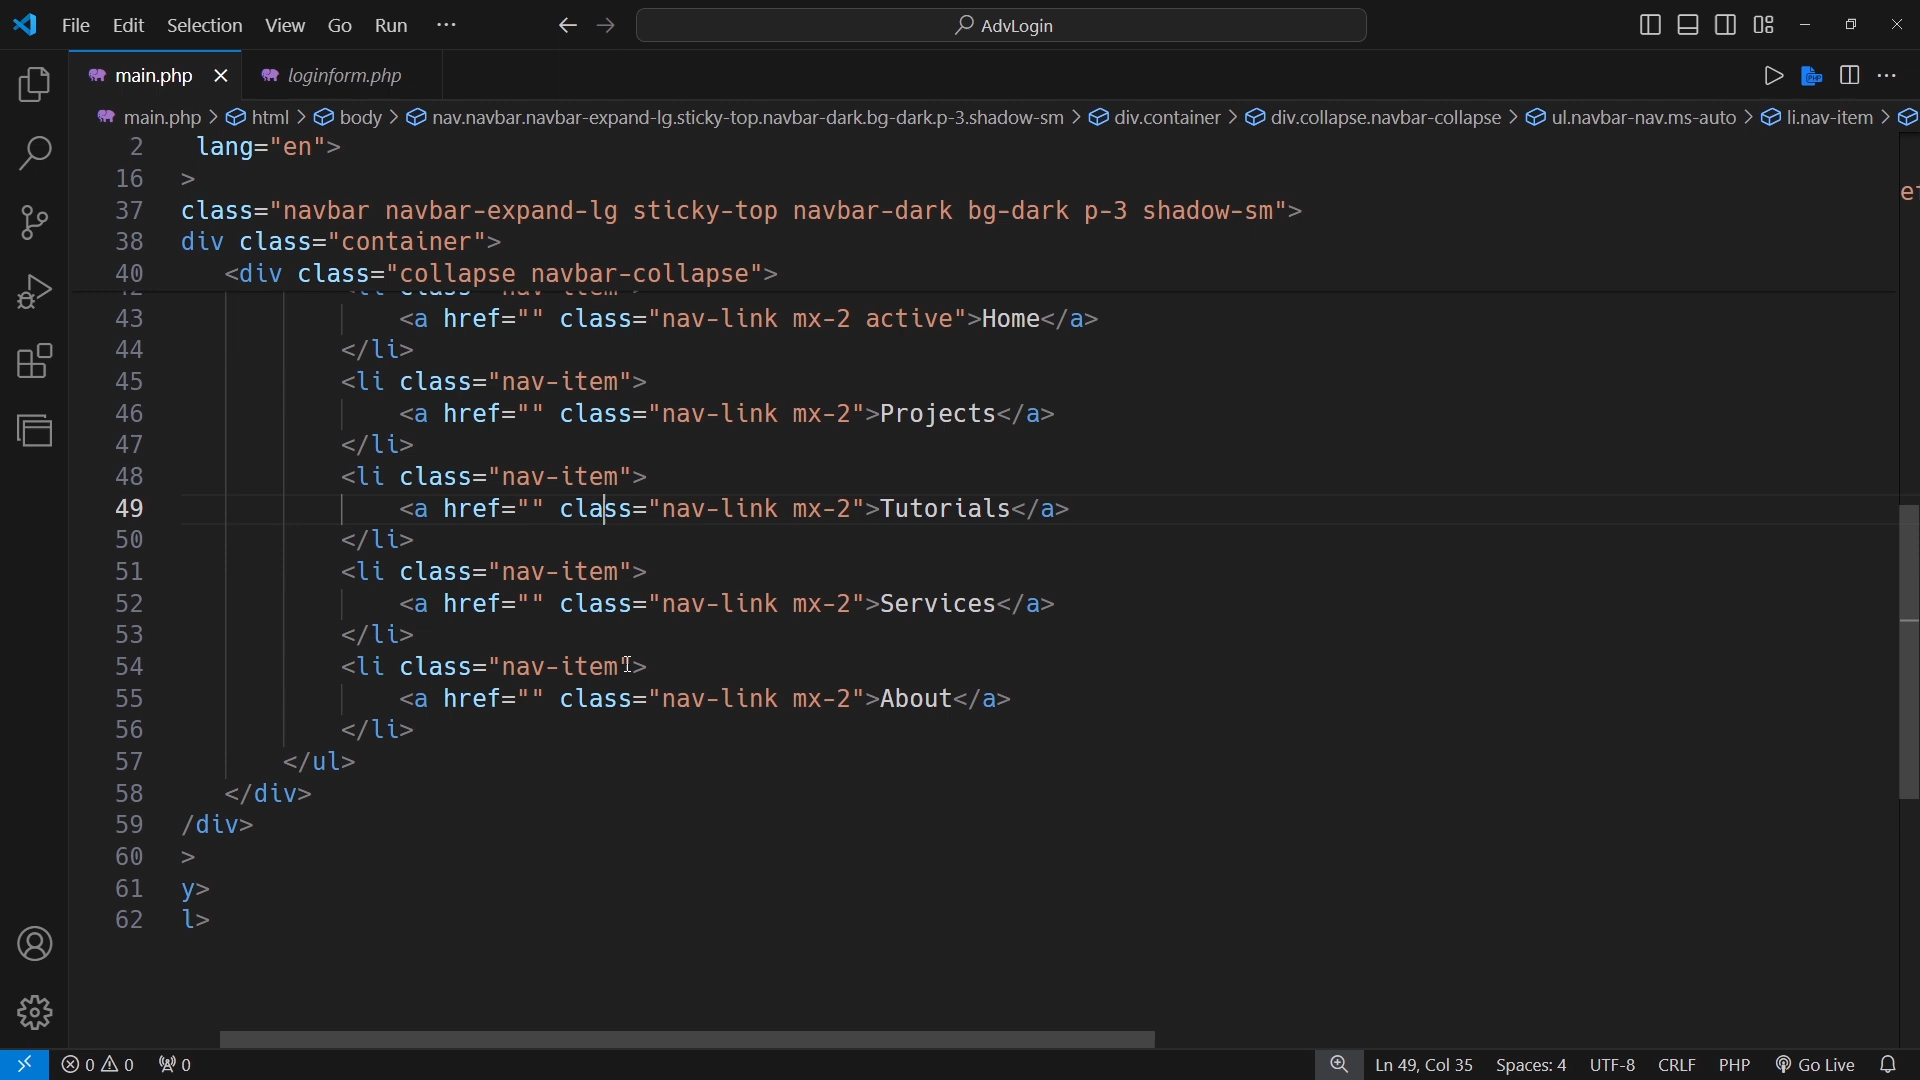 File Edit Selection View Go Run ··· AdvLogin
main.php loginform.php
main.php > html > body > nav.navbar.navbar-expand-lg.sticky-top.navbar-dark.bg-dark.p-3.shadow-sm > div.container > div.collapse.navbar-collapse > ul.navbar-nav.ms-auto > li.nav-item >
2 lang="en">
16 >
37 class="navbar navbar-expand-lg sticky-top navbar-dark bg-dark p-3 shadow-sm">
38 div class="container">
40 <div class="collapse navbar-collapse">
43 <a href="" class="nav-link mx-2 active">Home</a>
44 </li>
45 <li class="nav-item">
46 <a href="" class="nav-link mx-2">Projects</a>
47 </li>
48 <li class="nav-item">
49 <a href="" class="nav-link mx-2">Tutorials</a>
50 </li>
51 <li class="nav-item">
52 <a href="" class="nav-link mx-2">Services</a>
53 </li>
54 <li class="nav-item">
55 <a href="" class="nav-link mx-2">About</a>
56 </li>
57 </ul>
58 </div>
59 /div>
60 >
61 y>
62 l>
0 0 0 Ln 49, Col 35 Spaces: 4 UTF-8 CRLF PHP Go Live